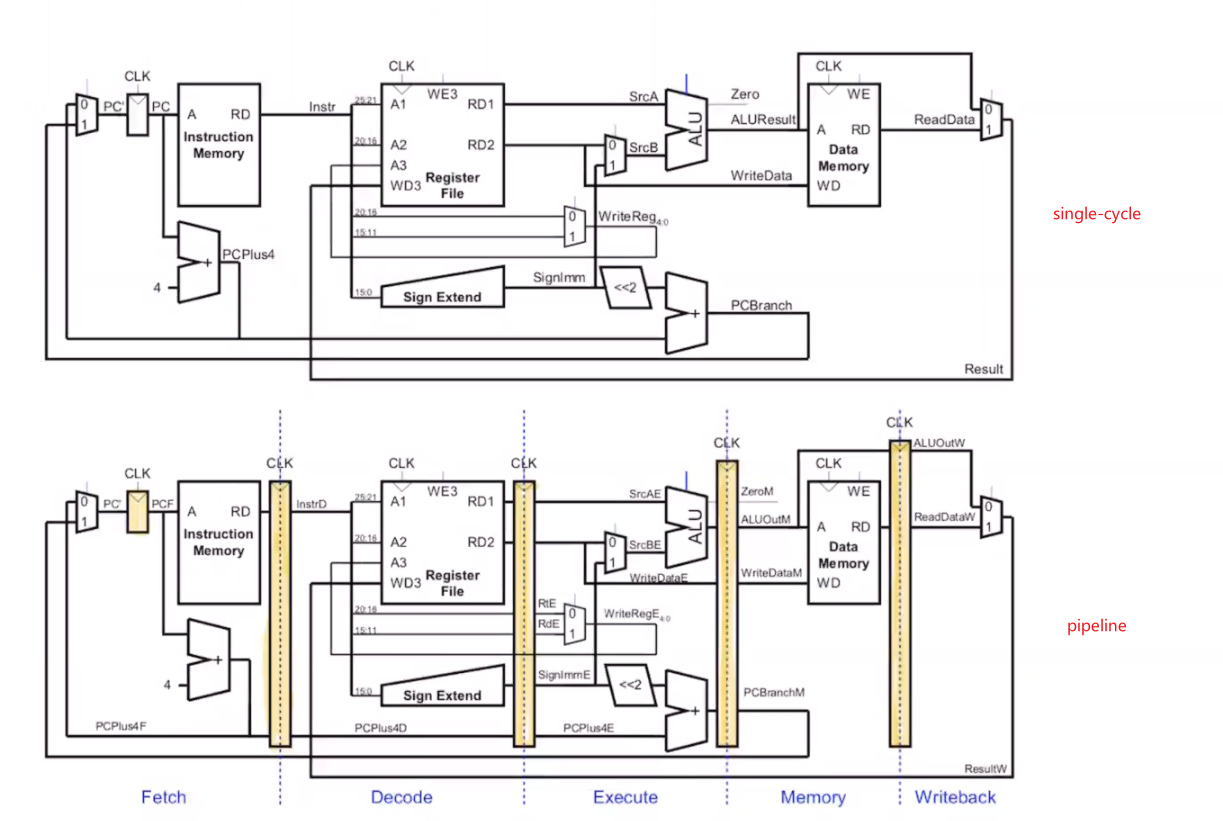 CLK
CLK
CLK
0
1
PC'
PC
A RD
Instruction
Memory
Instr
25:21
A1
WE3
RD1
20:16
A2
RD2
A3
WD3
Register
File
SrcA
0
1
SrcB
ALU
Zero
ALUResult
WriteData
WE
A RD
Data
Memory
WD
ReadData
0
1
20:16
15:11
0
1
WriteReg4:0
PCPlus4
+
4
15:0
Sign Extend
SignImm
<<2
+
PCBranch
Result
single-cycle
CLK
CLK
CLK
CLK
CLK
CLK
CLK
0
1
PC'
PCF
A RD
Instruction
Memory
InstrD
25:21
A1
WE3
RD1
20:16
A2
RD2
A3
WD3
Register
File
SrcAE
0
1
SrcBE
ALU
ZeroM
ALUOutM
WriteDataE
WriteDataM
WE
A RD
Data
Memory
WD
ALUOutW
ReadDataW
0
1
20:16
15:11
RtE
RdE
0
1
WriteRegE4:0
+
4
15:0
Sign Extend
SignImmE
<<2
+
PCBranchM
PCPlus4F
PCPlus4D
PCPlus4E
ResultW
Fetch
Decode
Execute
Memory
Writeback
pipeline